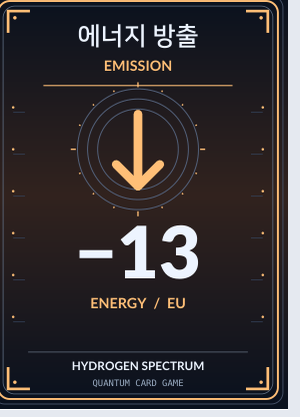 에너지 방출
EMISSION
−13
ENERGY / EU
HYDROGEN SPECTRUM
QUANTUM CARD GAME